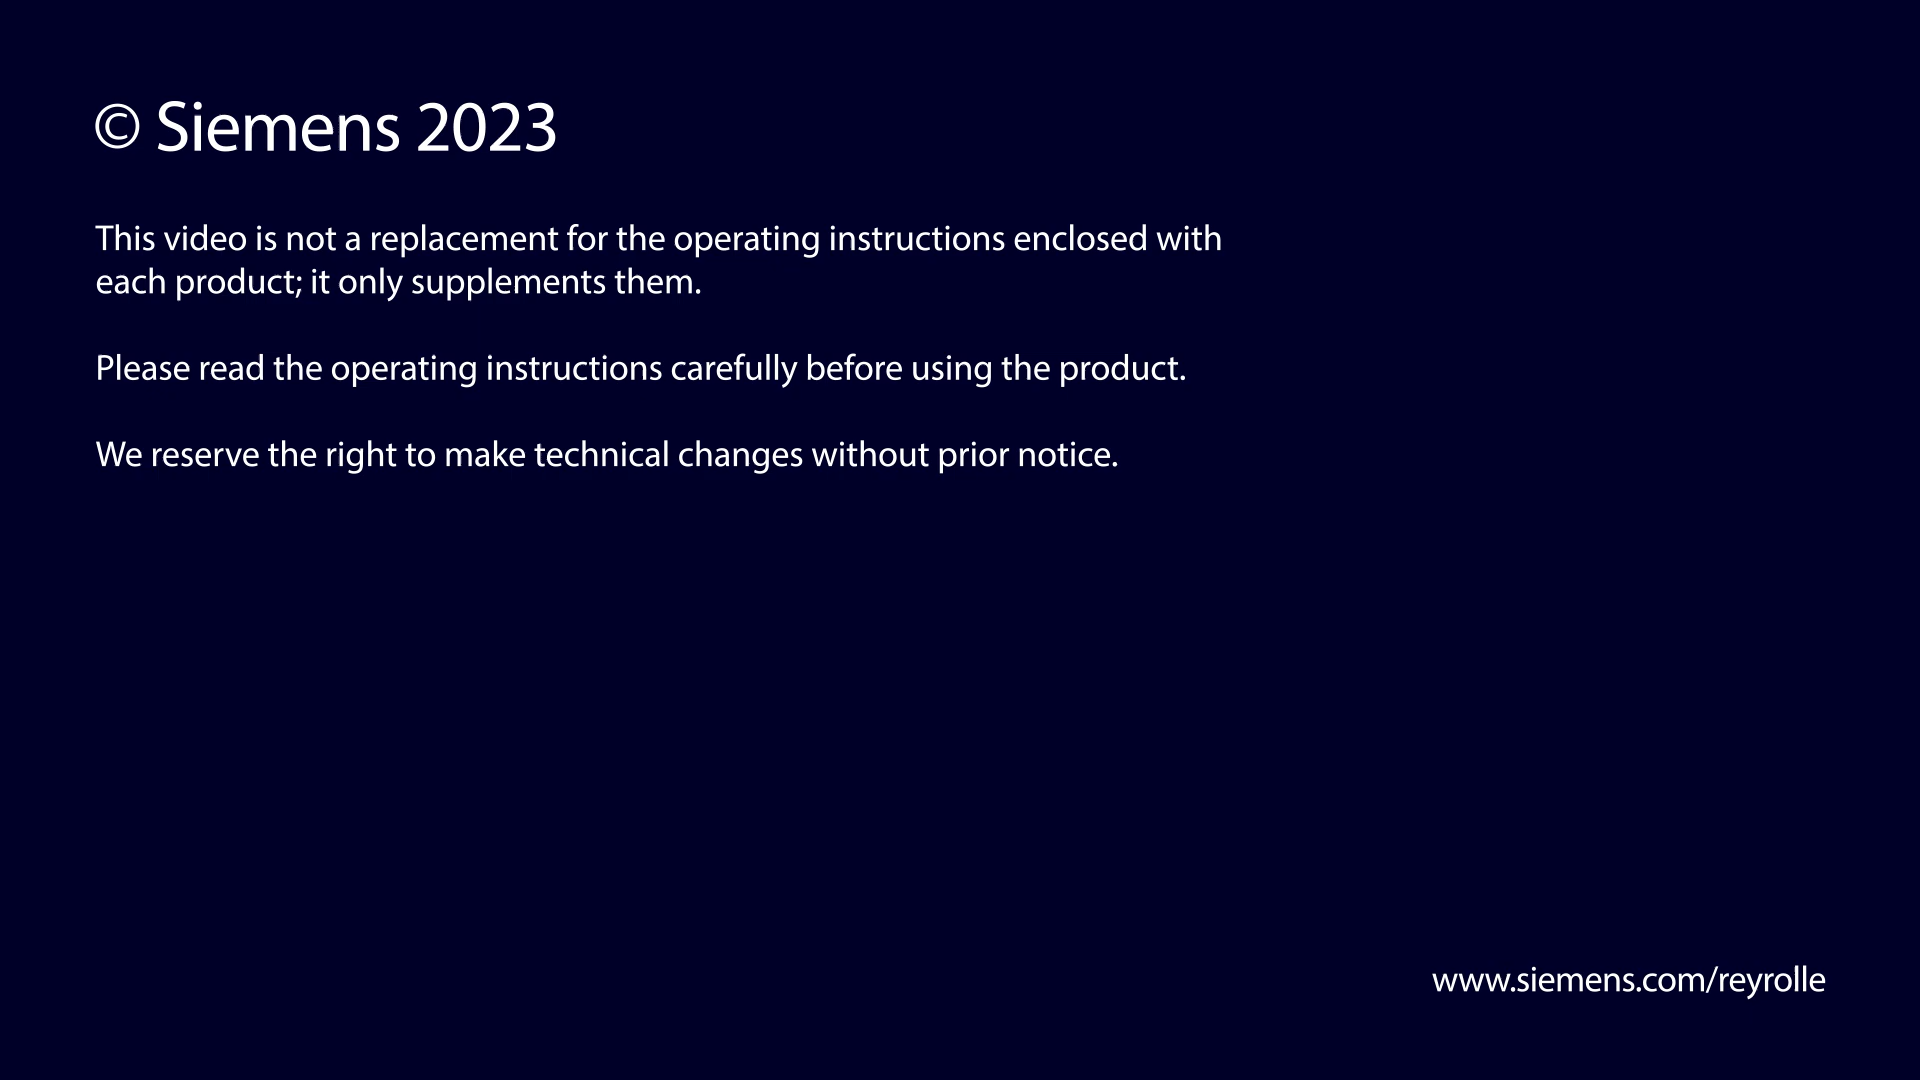 © Siemens 2023
This video is not a replacement for the operating instructions enclosed with
each product; it only supplements them.
Please read the operating instructions carefully before using the product.
We reserve the right to make technical changes without prior notice.
www.siemens.com/reyrolle